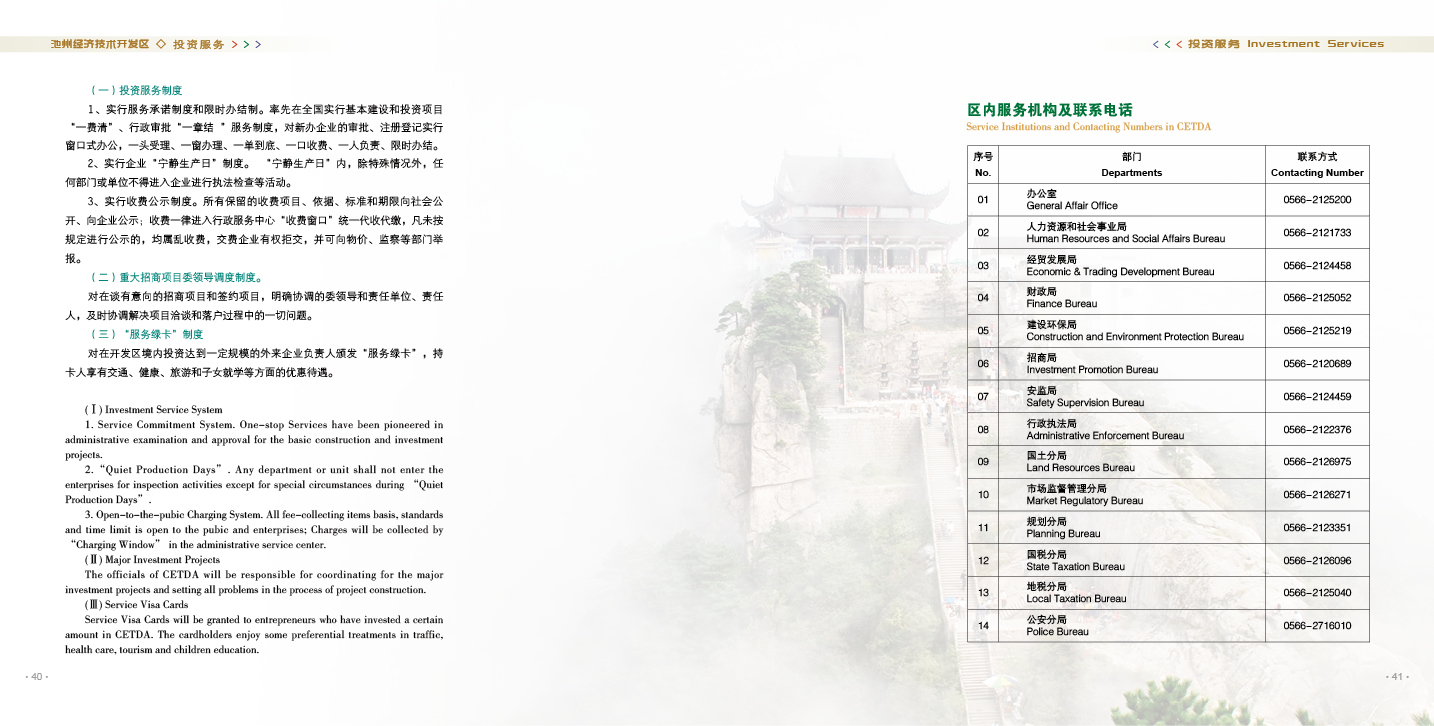 池州经济技术开发区 ◇ 投资服务 > > >
（一）投资服务制度
1、实行服务承诺制度和限时办结制。率先在全国实行基本建设和投资项目
“一费清”、行政审批“一章结 ”服务制度，对新办企业的审批、注册登记实行
窗口式办公，一头受理、一窗办理、一单到底、一口收费、一人负责、限时办结。
2、实行企业“宁静生产日”制度。 “宁静生产日”内，除特殊情况外，任
何部门或单位不得进入企业进行执法检查等活动。
3、实行收费公示制度。所有保留的收费项目、依据、标准和期限向社会公
开、向企业公示；收费一律进入行政服务中心“收费窗口”统一代收代缴，凡未按
规定进行公示的，均属乱收费，交费企业有权拒交，并可向物价、监察等部门举
报。
（二）重大招商项目委领导调度制度。
对在谈有意向的招商项目和签约项目，明确协调的委领导和责任单位、责任
人，及时协调解决项目洽谈和落户过程中的一切问题。
（三）“服务绿卡”制度
对在开发区境内投资达到一定规模的外来企业负责人颁发“服务绿卡”，持
卡人享有交通、健康、旅游和子女就学等方面的优惠待遇。
(Ⅰ) Investment Service System
1. Service Commitment System. One-stop Services have been pioneered in
administrative examination and approval for the basic construction and investment
projects.
2.“Quiet Production Days”. Any department or unit shall not enter the
enterprises for inspection activities except for special circumstances during “Quiet
Production Days”.
3. Open-to-the-pubic Charging System. All fee-collecting items basis, standards
and time limit is open to the pubic and enterprises; Charges will be collected by
“Charging Window” in the administrative service center.
(Ⅱ) Major Investment Projects
The officials of CETDA will be responsible for coordinating for the major
investment projects and setting all problems in the process of project construction.
(Ⅲ) Service Visa Cards
Service Visa Cards will be granted to entrepreneurs who have invested a certain
amount in CETDA. The cardholders enjoy some preferential treatments in traffic,
health care, tourism and children education.
· 40 ·
< < < 投资服务 Investment Services
区内服务机构及联系电话
Service Institutions and Contacting Numbers in CETDA
序号 部门 联系方式
No. Departments Contacting Number
01 办公室 0566-2125200
General Affair Office
02 人力资源和社会事业局 0566-2121733
Human Resources and Social Affairs Bureau
03 经贸发展局 0566-2124458
Economic & Trading Development Bureau
04 财政局 0566-2125052
Finance Bureau
05 建设环保局 0566-2125219
Construction and Environment Protection Bureau
06 招商局 0566-2120689
Investment Promotion Bureau
07 安监局 0566-2124459
Safety Supervision Bureau
08 行政执法局 0566-2122376
Administrative Enforcement Bureau
09 国土分局 0566-2126975
Land Resources Bureau
10 市场监督管理分局 0566-2126271
Market Regulatory Bureau
11 规划分局 0566-2123351
Planning Bureau
12 国税分局 0566-2126096
State Taxation Bureau
13 地税分局 0566-2125040
Local Taxation Bureau
14 公安分局 0566-2716010
Police Bureau
· 41 ·